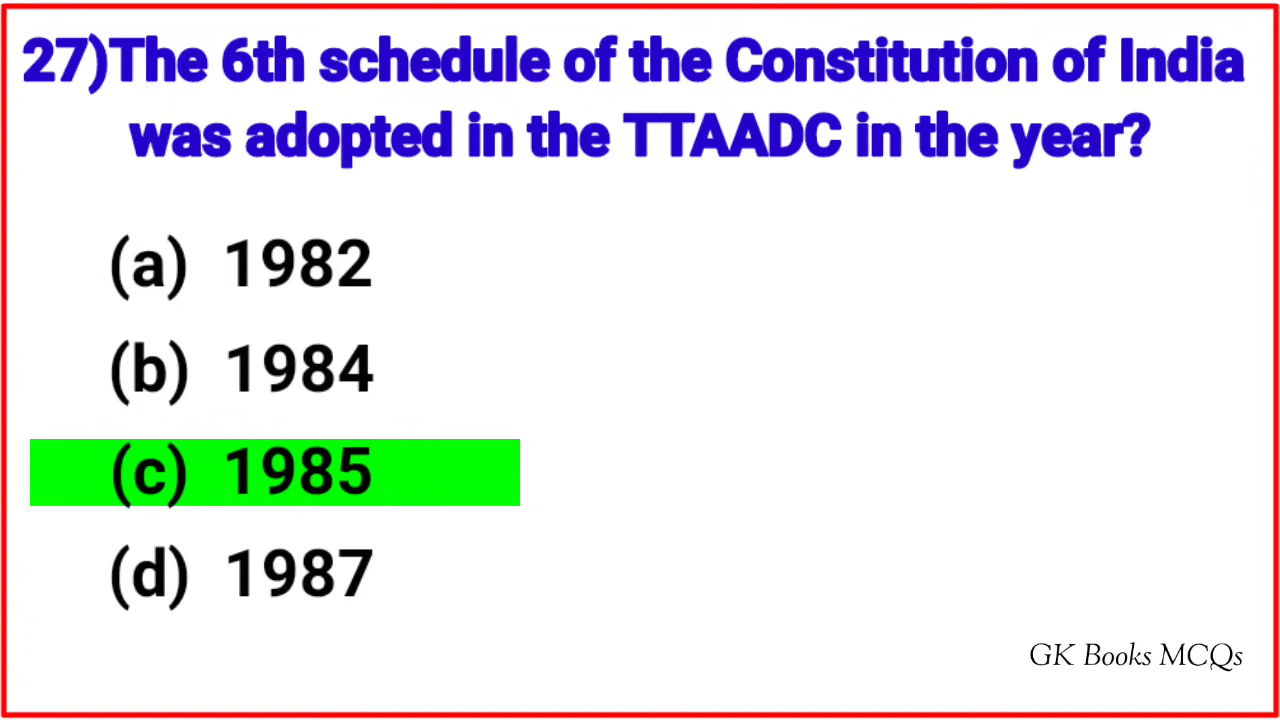 27)The 6th schedule of the Constitution of India
was adopted in the TTAADC in the year?
(a) 1982
(b) 1984
(c) 1985
(d) 1987
GK Books MCQs